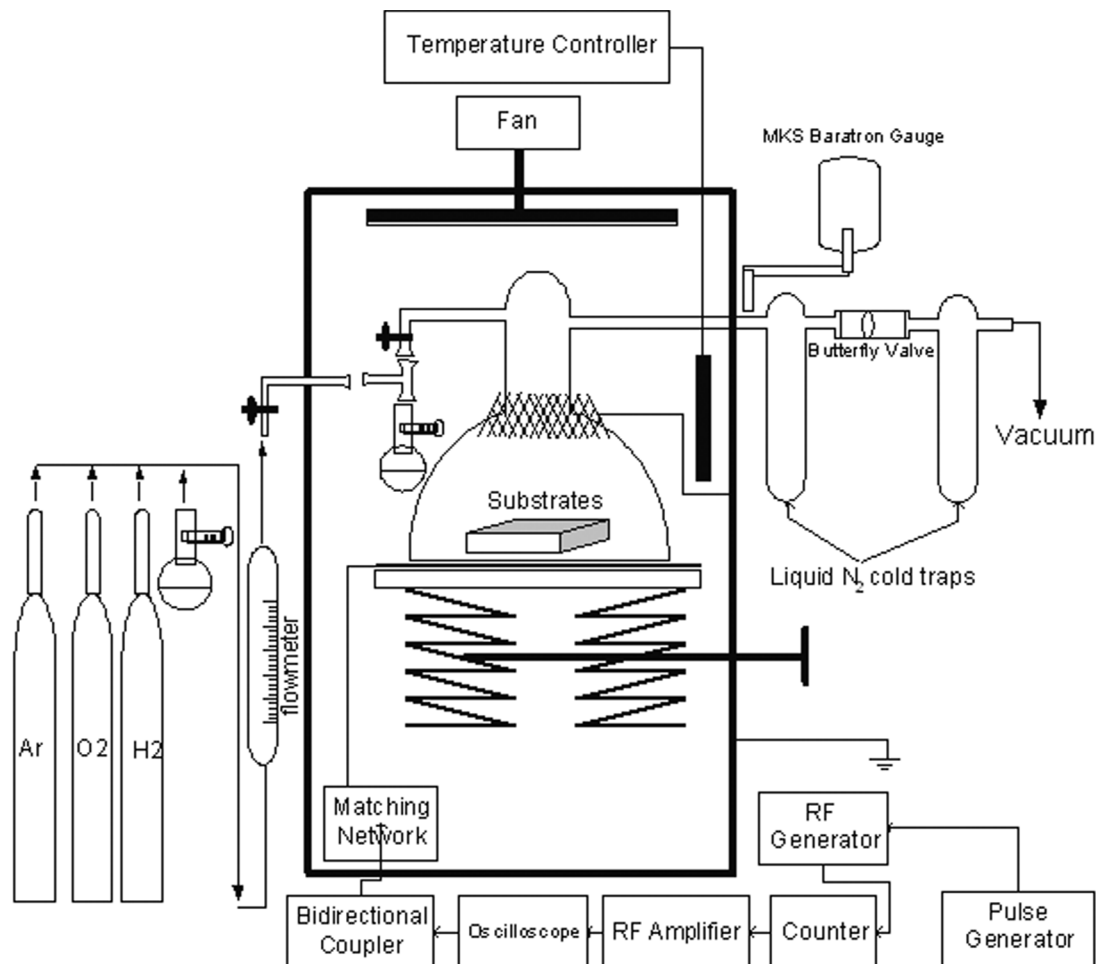 Temperature Controller
Fan
MKS Baratron Gauge
Butterfly Valve
Vacuum
Substrates
Liquid N2 cold traps
flowmeter
Ar
O2
H2
Matching
Network
RF
Generator
Bidirectional
Coupler
Oscilloscope
RF Amplifier
Counter
Pulse
Generator